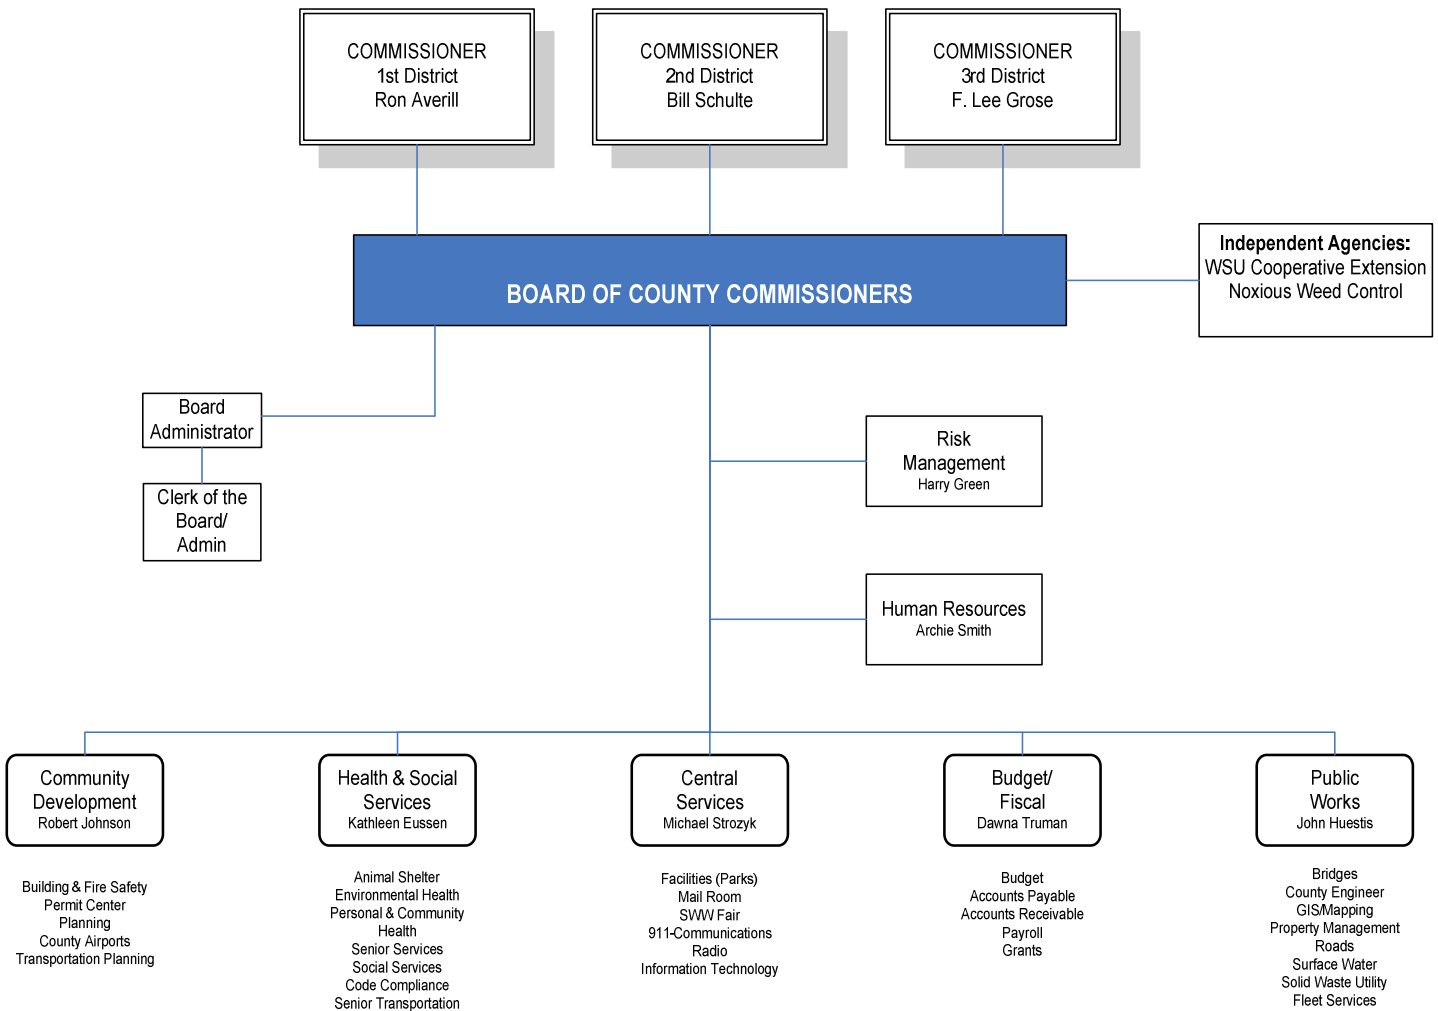 COMMISSIONER
1st District
Ron Averill
COMMISSIONER
2nd District
Bill Schulte
COMMISSIONER
3rd District
F. Lee Grose
BOARD OF COUNTY COMMISSIONERS
Independent Agencies:
WSU Cooperative Extension
Noxious Weed Control
Board
Administrator
Clerk of the
Board/
Admin
Risk
Management
Harry Green
Human Resources
Archie Smith
Community
Development
Robert Johnson
Building & Fire Safety
Permit Center
Planning
County Airports
Transportation Planning
Health & Social
Services
Kathleen Eussen
Animal Shelter
Environmental Health
Personal & Community
Health
Senior Services
Social Services
Code Compliance
Senior Transportation
Central
Services
Michael Strozyk
Facilities (Parks)
Mail Room
SWW Fair
911-Communications
Radio
Information Technology
Budget/
Fiscal
Dawna Truman
Budget
Accounts Payable
Accounts Receivable
Payroll
Grants
Public
Works
John Huestis
Bridges
County Engineer
GIS/Mapping
Property Management
Roads
Surface Water
Solid Waste Utility
Fleet Services